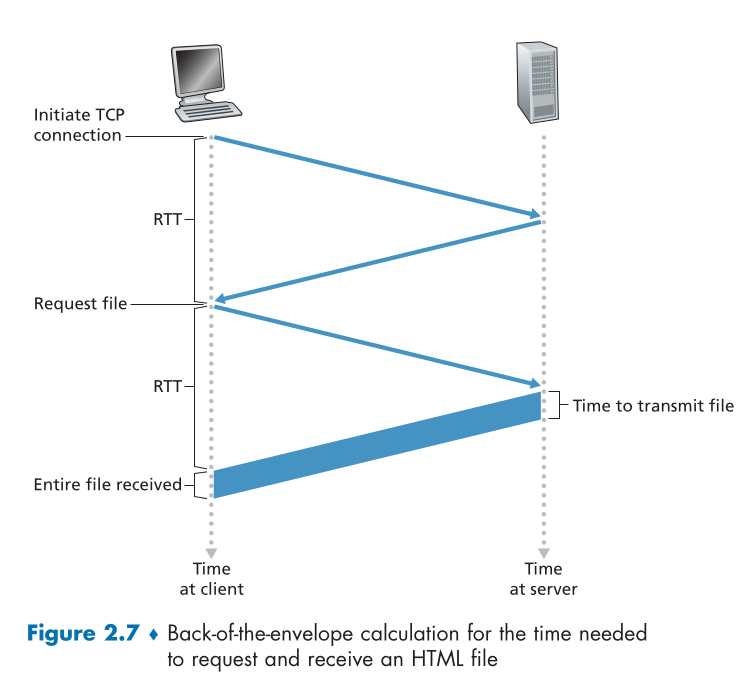 Initiate TCP
connection
RTT
Request file
RTT
Time to transmit file
Entire file received
Time
at client
Time
at server
Figure 2.7 ♦ Back-of-the-envelope calculation for the time needed
to request and receive an HTML file